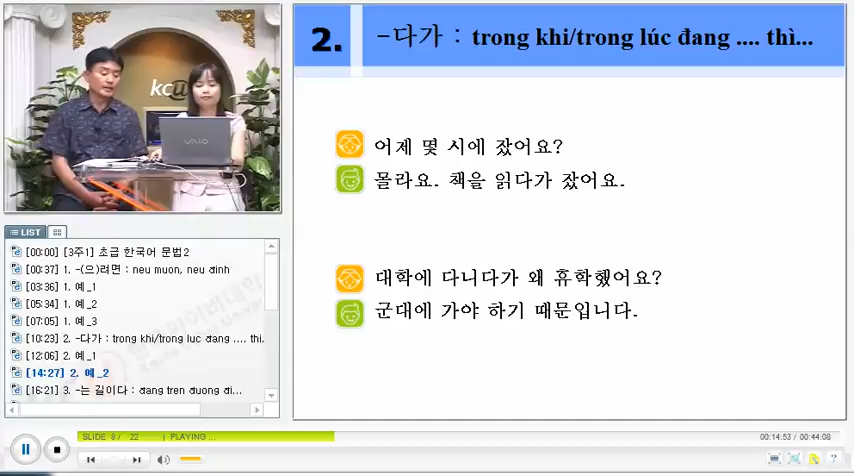 kcu
VAIO
2.
-다가 : trong khi/trong lúc đang .... thì...
어제 몇 시에 잤어요?
몰라요. 책을 읽다가 잤어요.
대학에 다니다가 왜 휴학했어요?
군대에 가야 하기 때문입니다.
LIST
[00:00] [3주1] 초급 한국어 문법2
[00:37] 1. -(으)려면 : neu muon, neu dinh
[03:36] 1. 예_1
[05:34] 1. 예_2
[07:05] 1. 예_3
[10:23] 2. -다가 : trong khi/trong luc dang .... thi.
[12:06] 2. 예_1
[14:27] 2. 예_2
[16:21] 3. -는 길이다 : đang tren duong di...
SLIDE 8 / 22 | PLAYING ...
00:14:53 / 00:44:08